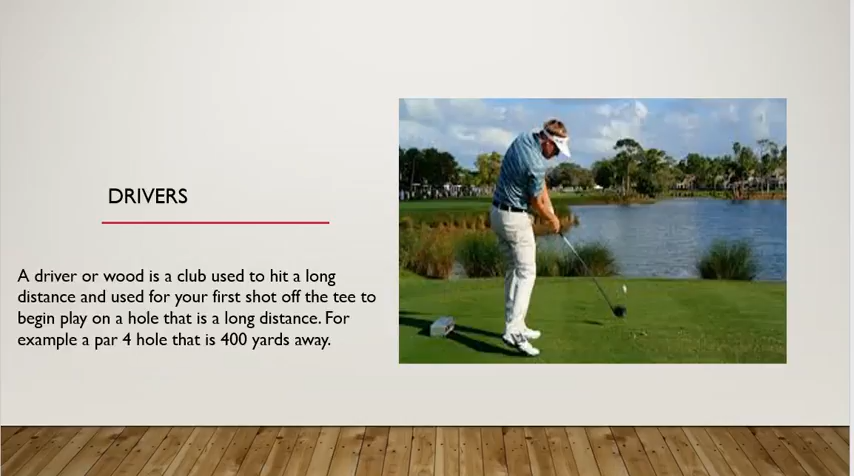 DRIVERS
A driver or wood is a club used to hit a long
distance and used for your first shot off the tee to
begin play on a hole that is a long distance. For
example a par 4 hole that is 400 yards away.